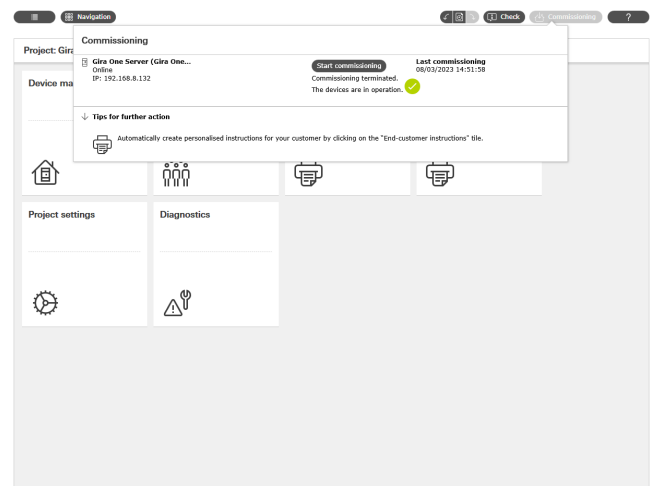 Navigation
Check
Commissioning
?
Project: Gira
Commissioning
Gira One Server (Gira One...
Online
IP: 192.168.8.132
Start commissioning
Commissioning terminated.
The devices are in operation.
Last commissioning
08/03/2023 14:51:58
Tips for further action
Automatically create personalised instructions for your customer by clicking on the "End-customer instructions" tile.
Device ma
Project settings
Diagnostics